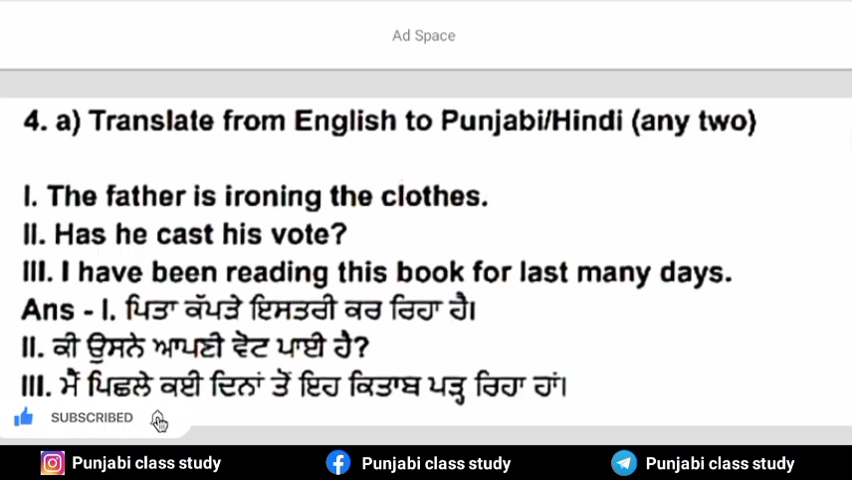 Ad Space
4. a) Translate from English to Punjabi/Hindi (any two)
I. The father is ironing the clothes.
II. Has he cast his vote?
III. I have been reading this book for last many days.
Ans - I. ਪਿਤਾ ਕੱਪੜੇ ਇਸਤਰੀ ਕਰ ਰਿਹਾ ਹੈ।
II. ਕੀ ਉਸਨੇ ਆਪਣੀ ਵੋਟ ਪਾਈ ਹੈ?
III. ਮੈਂ ਪਿਛਲੇ ਕਈ ਦਿਨਾਂ ਤੋਂ ਇਹ ਕਿਤਾਬ ਪੜ੍ਹ ਰਿਹਾ ਹਾਂ।
SUBSCRIBED
Punjabi class study Punjabi class study Punjabi class study